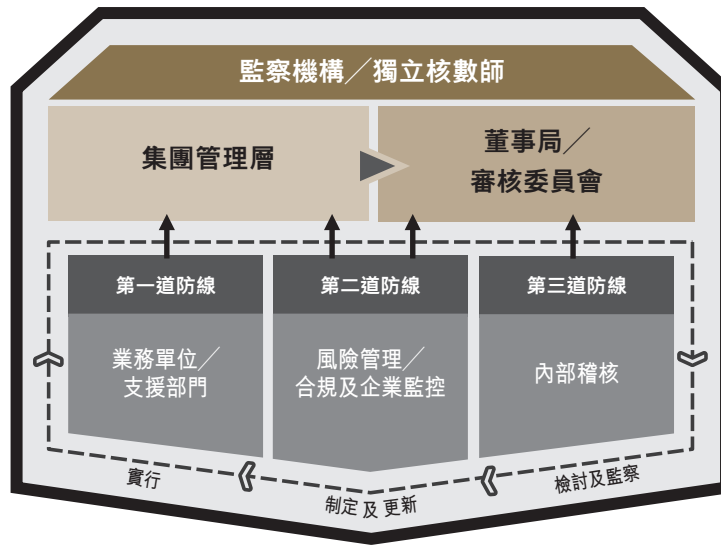 監察機構／獨立核數師
集團管理層
董事局／
審核委員會
第一道防線
第二道防線
第三道防線
業務單位／
支援部門
風險管理／
合規及企業監控
內部稽核
實行
制定及更新
檢討及監察